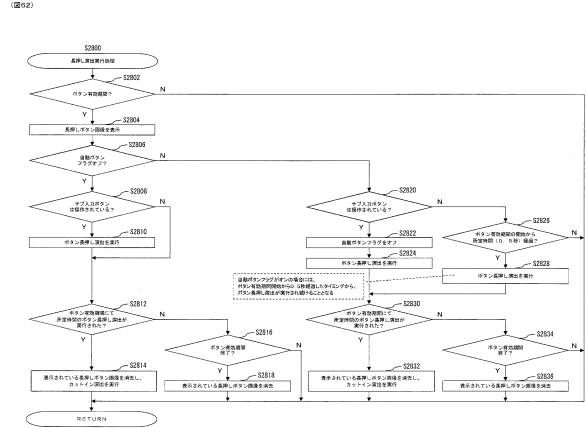 (図62)
S2800
長押し演出実行処理
S2802
ボタン有効期間?
N
Y
S2804
長押しボタン画像を表示
S2806
自動ボタン
フラグオフ?
N
Y
S2808
サブ入力ボタン
は操作されている?
N
Y
S2810
ボタン長押し演出を実行
S2820
サブ入力ボタン
は操作されている?
N
Y
S2822
自動ボタンフラグをオフ
S2824
ボタン長押し演出を実行
S2826
ボタン有効期間の開始から
所定時間(0.5秒)経過?
N
Y
S2828
ボタン長押し演出を実行
自動ボタンフラグがオンの場合には、
ボタン有効期間開始から0.5秒経過したタイミングから、
ボタン長押し演出が実行され続けることとなる
S2812
ボタン有効期間にて
所定時間のボタン長押し演出が
実行された?
N
Y
S2814
表示されている長押しボタン画像を消去し、
カットイン演出を実行
S2816
ボタン有効期間
終了?
N
Y
S2818
表示されている長押しボタン画像を消去
S2830
ボタン有効期間にて
所定時間のボタン長押し演出が
実行された?
N
Y
S2832
表示されている長押しボタン画像を消去し、
カットイン演出を実行
S2834
ボタン有効期間
終了?
N
Y
S2836
表示されている長押しボタン画像を消去
RETURN